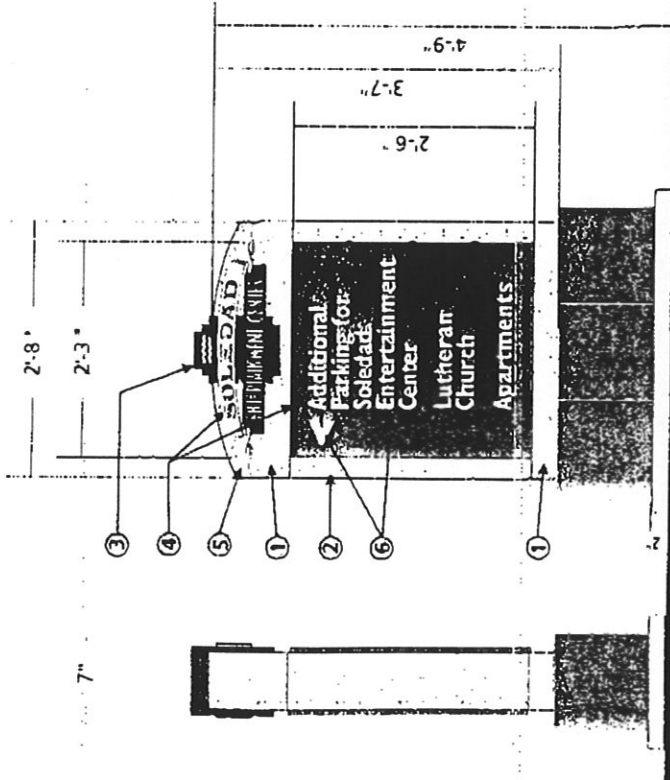 2'-8"
2'-3"
7"
4'-9"
3'-7"
2'-6"
3
4
5
1
2
6
1
SOLEDAD
ENTERTAINMENT CENTER
Additional
Parking for
Soledad
Entertainment
Center
Lutheran
Church
Apartments